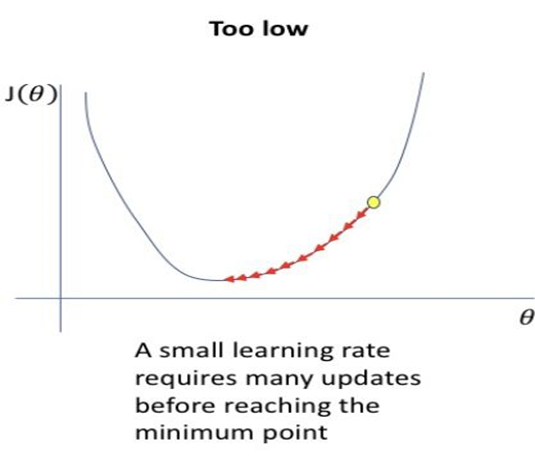 Too low
J(θ)
θ
A small learning rate
requires many updates
before reaching the
minimum point